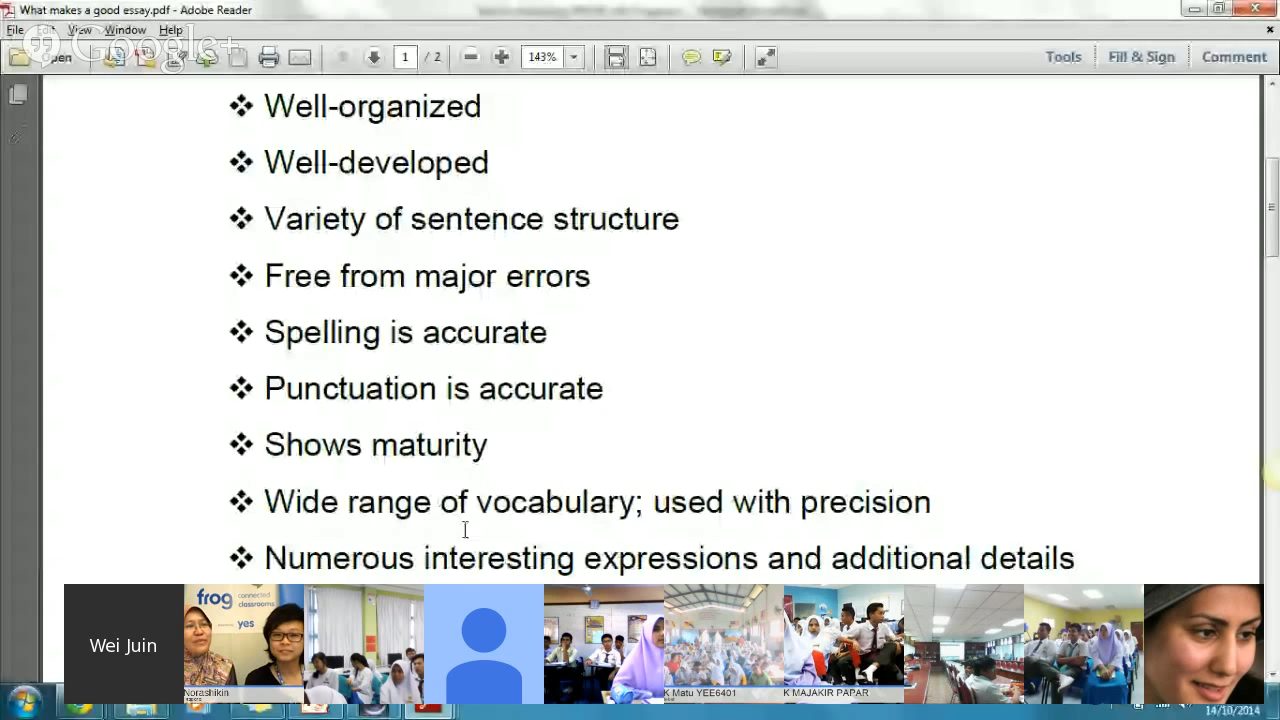 What makes a good essay.pdf - Adobe Reader
File View Window Help
Google+
1 / 2 143% Tools Fill & Sign Comment
❖ Well-organized
❖ Well-developed
❖ Variety of sentence structure
❖ Free from major errors
❖ Spelling is accurate
❖ Punctuation is accurate
❖ Shows maturity
❖ Wide range of vocabulary; used with precision
❖ Numerous interesting expressions and additional details
Wei Juin
frog connected classrooms
yes
Norashikin
K Matu YEE6401
K MAJAKIR PAPAR
14/10/2014